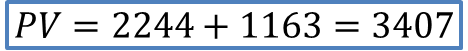 PV = 2244 + 1163 = 3407